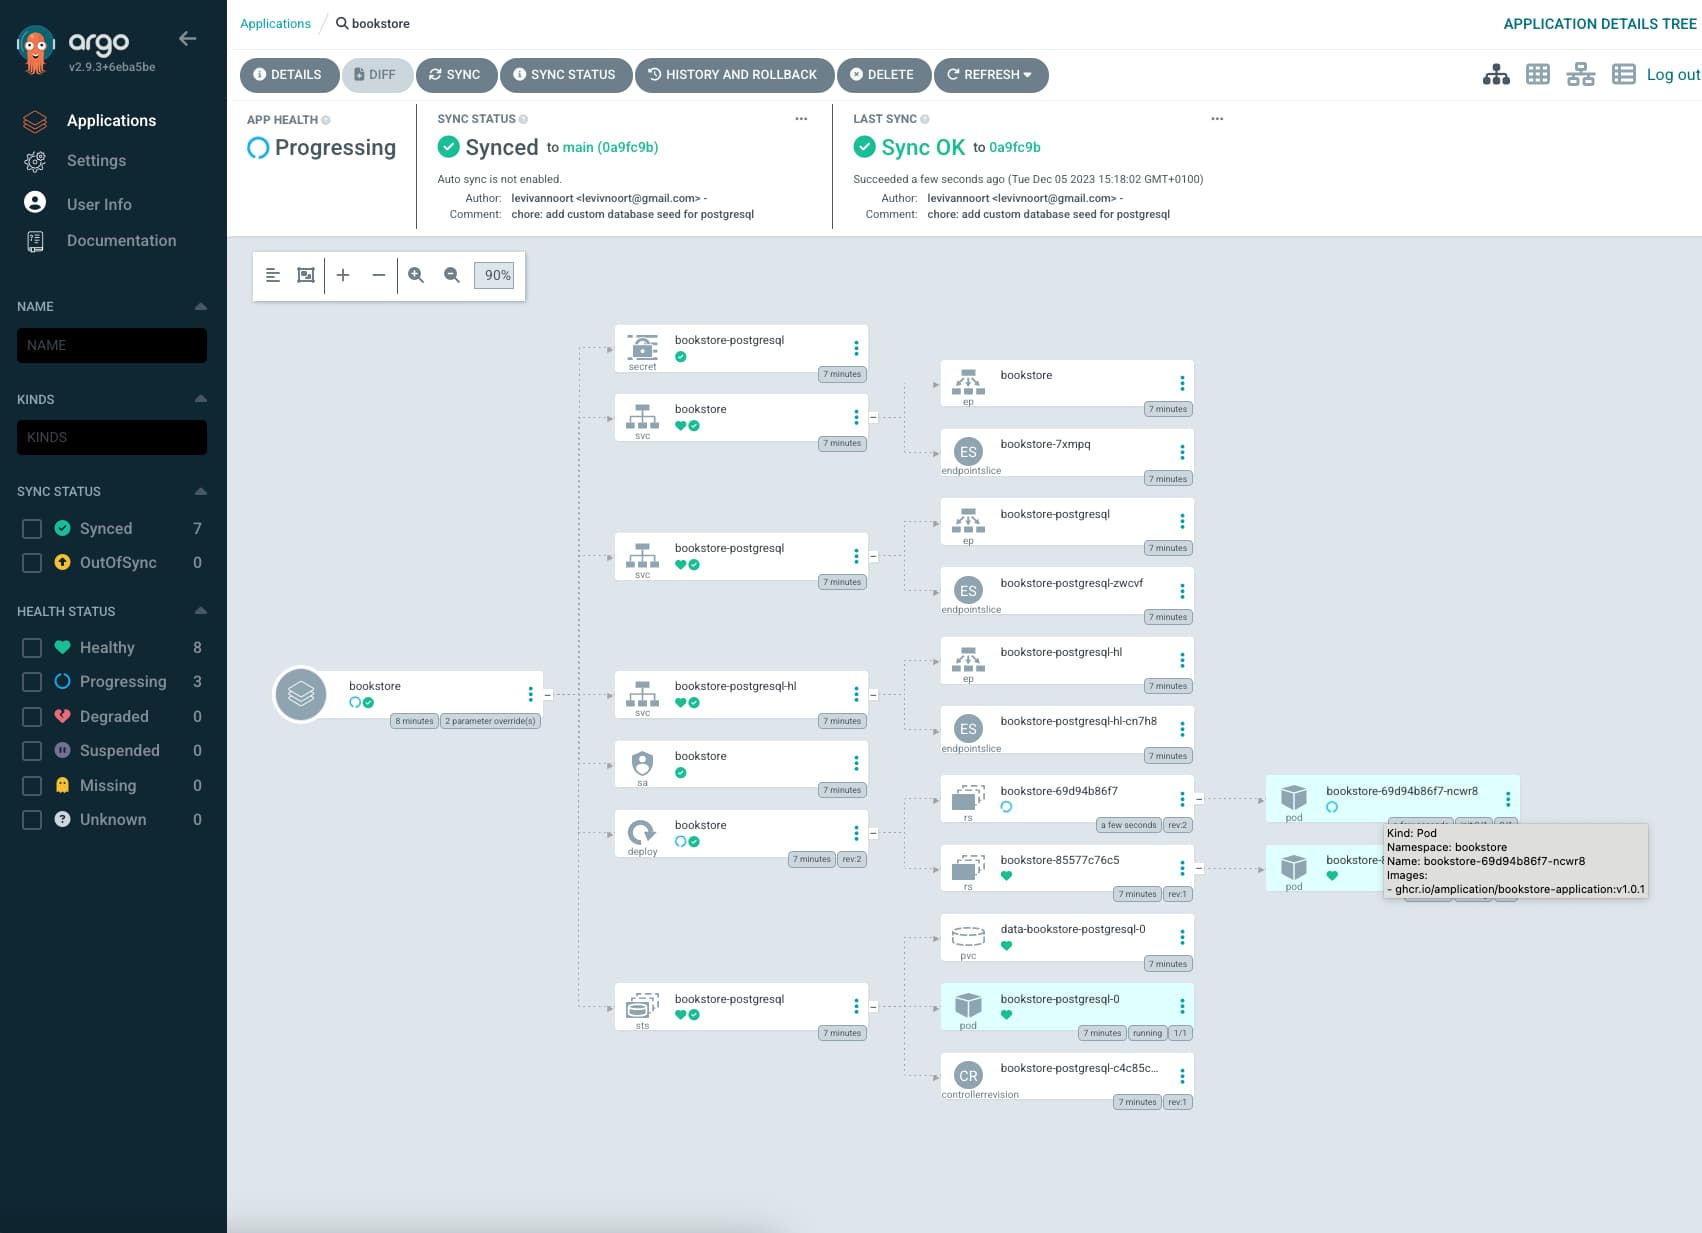 argo
v2.9.3+6eba5be
Applications
Settings
User Info
Documentation
NAME
NAME
KINDS
KINDS
SYNC STATUS
Synced 7
OutOfSync 0
HEALTH STATUS
Healthy 8
Progressing 3
Degraded 0
Suspended 0
Missing 0
Unknown 0
Applications / bookstore
APPLICATION DETAILS TREE
DETAILS DIFF SYNC SYNC STATUS HISTORY AND ROLLBACK DELETE REFRESH
Log out
APP HEALTH
Progressing
SYNC STATUS
Synced to main (0a9fc9b)
Auto sync is not enabled.
Author: levivannoort <levivnoort@gmail.com> -
Comment: chore: add custom database seed for postgresql
LAST SYNC
Sync OK to 0a9fc9b
Succeeded a few seconds ago (Tue Dec 05 2023 15:18:02 GMT+0100)
Author: levivannoort <levivnoort@gmail.com> -
Comment: chore: add custom database seed for postgresql
90%
bookstore
8 minutes 2 parameter override(s)
bookstore-postgresql
secret
7 minutes
bookstore
svc
7 minutes
bookstore-postgresql
svc
7 minutes
bookstore-postgresql-hl
svc
7 minutes
bookstore
sa
7 minutes
bookstore
deploy
7 minutes rev:2
bookstore-postgresql
sts
7 minutes
bookstore
ep
7 minutes
ES
bookstore-7xmpq
endpointslice
7 minutes
bookstore-postgresql
ep
7 minutes
ES
bookstore-postgresql-zwcvf
endpointslice
7 minutes
bookstore-postgresql-hl
ep
7 minutes
ES
bookstore-postgresql-hl-cn7h8
endpointslice
7 minutes
bookstore-69d94b86f7
rs
a few seconds rev:2
bookstore-85577c76c5
rs
7 minutes rev:1
data-bookstore-postgresql-0
pvc
7 minutes
bookstore-postgresql-0
pod
7 minutes running 1/1
CR
bookstore-postgresql-c4c85c...
controllerrevision
7 minutes rev:1
bookstore-69d94b86f7-ncwr8
pod
bookstore-8
pod
Kind: Pod
Namespace: bookstore
Name: bookstore-69d94b86f7-ncwr8
Images:
- ghcr.io/amplication/bookstore-application:v1.0.1